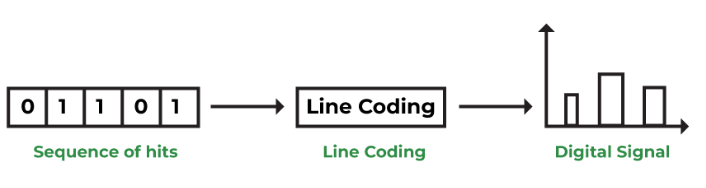 0 1 1 0 1
Line Coding
Sequence of hits
Line Coding
Digital Signal